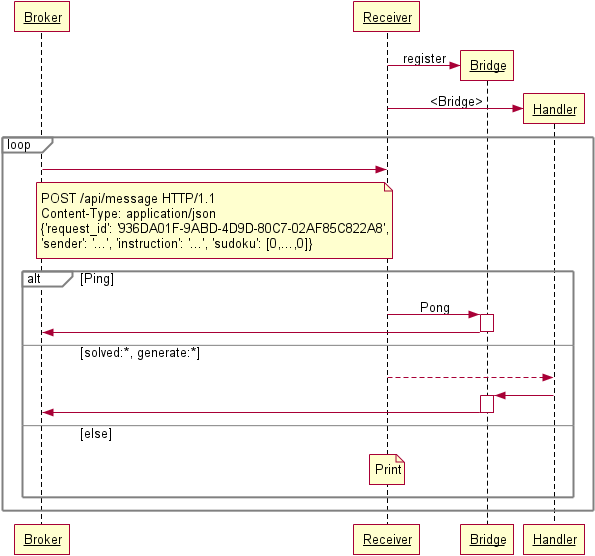 Broker
Receiver
register
Bridge
<Bridge>
Handler
loop
POST /api/message HTTP/1.1
Content-Type: application/json
{'request_id': '936DA01F-9ABD-4D9D-80C7-02AF85C822A8',
'sender': '...', 'instruction': '...', 'sudoku': [0,...,0]}
alt [Ping]
Pong
[solved:*, generate:*]
[else]
Print
Broker Receiver Bridge Handler